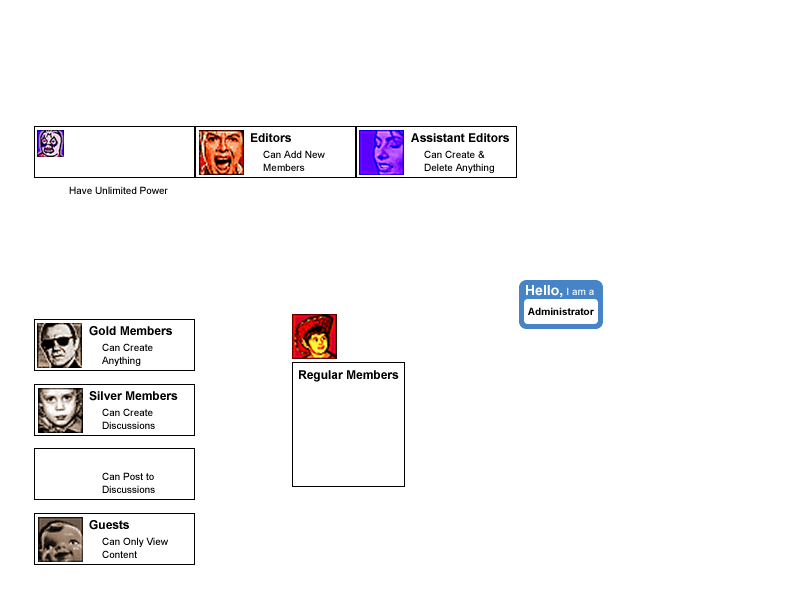 Editors
Can Add New
Members
Assistant Editors
Can Create &
Delete Anything
Have Unlimited Power
Hello, I am a
Administrator
Gold Members
Can Create
Anything
Regular Members
Silver Members
Can Create
Discussions
Can Post to
Discussions
Guests
Can Only View
Content